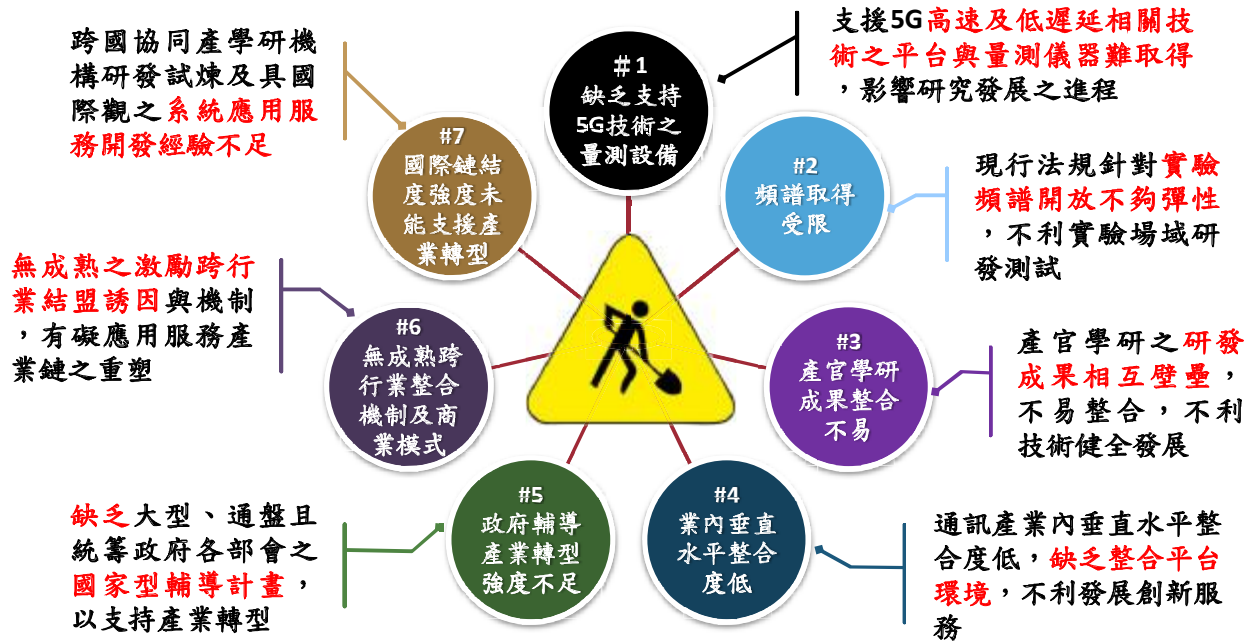 #1
缺乏支持
5G技術之
量測設備
支援5G高速及低遲延相關技
術之平台與量測儀器難取得
，影響研究發展之進程
#2
頻譜取得
受限
現行法規針對實驗
頻譜開放不夠彈性
，不利實驗場域研
發測試
#3
產官學研
成果整合
不易
產官學研之研發
成果相互壁壘，
不易整合，不利
技術健全發展
#4
業內垂直
水平整合
度低
通訊產業內垂直水平整
合度低，缺乏整合平台
環境，不利發展創新服
務
#5
政府輔導
產業轉型
強度不足
缺乏大型、通盤且
統籌政府各部會之
國家型輔導計畫，
以支持產業轉型
#6
無成熟跨
行業整合
機制及商
業模式
無成熟之激勵跨行
業結盟誘因與機制
，有礙應用服務產
業鏈之重塑
#7
國際鏈結
度強度未
能支援產
業轉型
跨國協同產學研機
構研發試煉及具國
際觀之系統應用服
務開發經驗不足